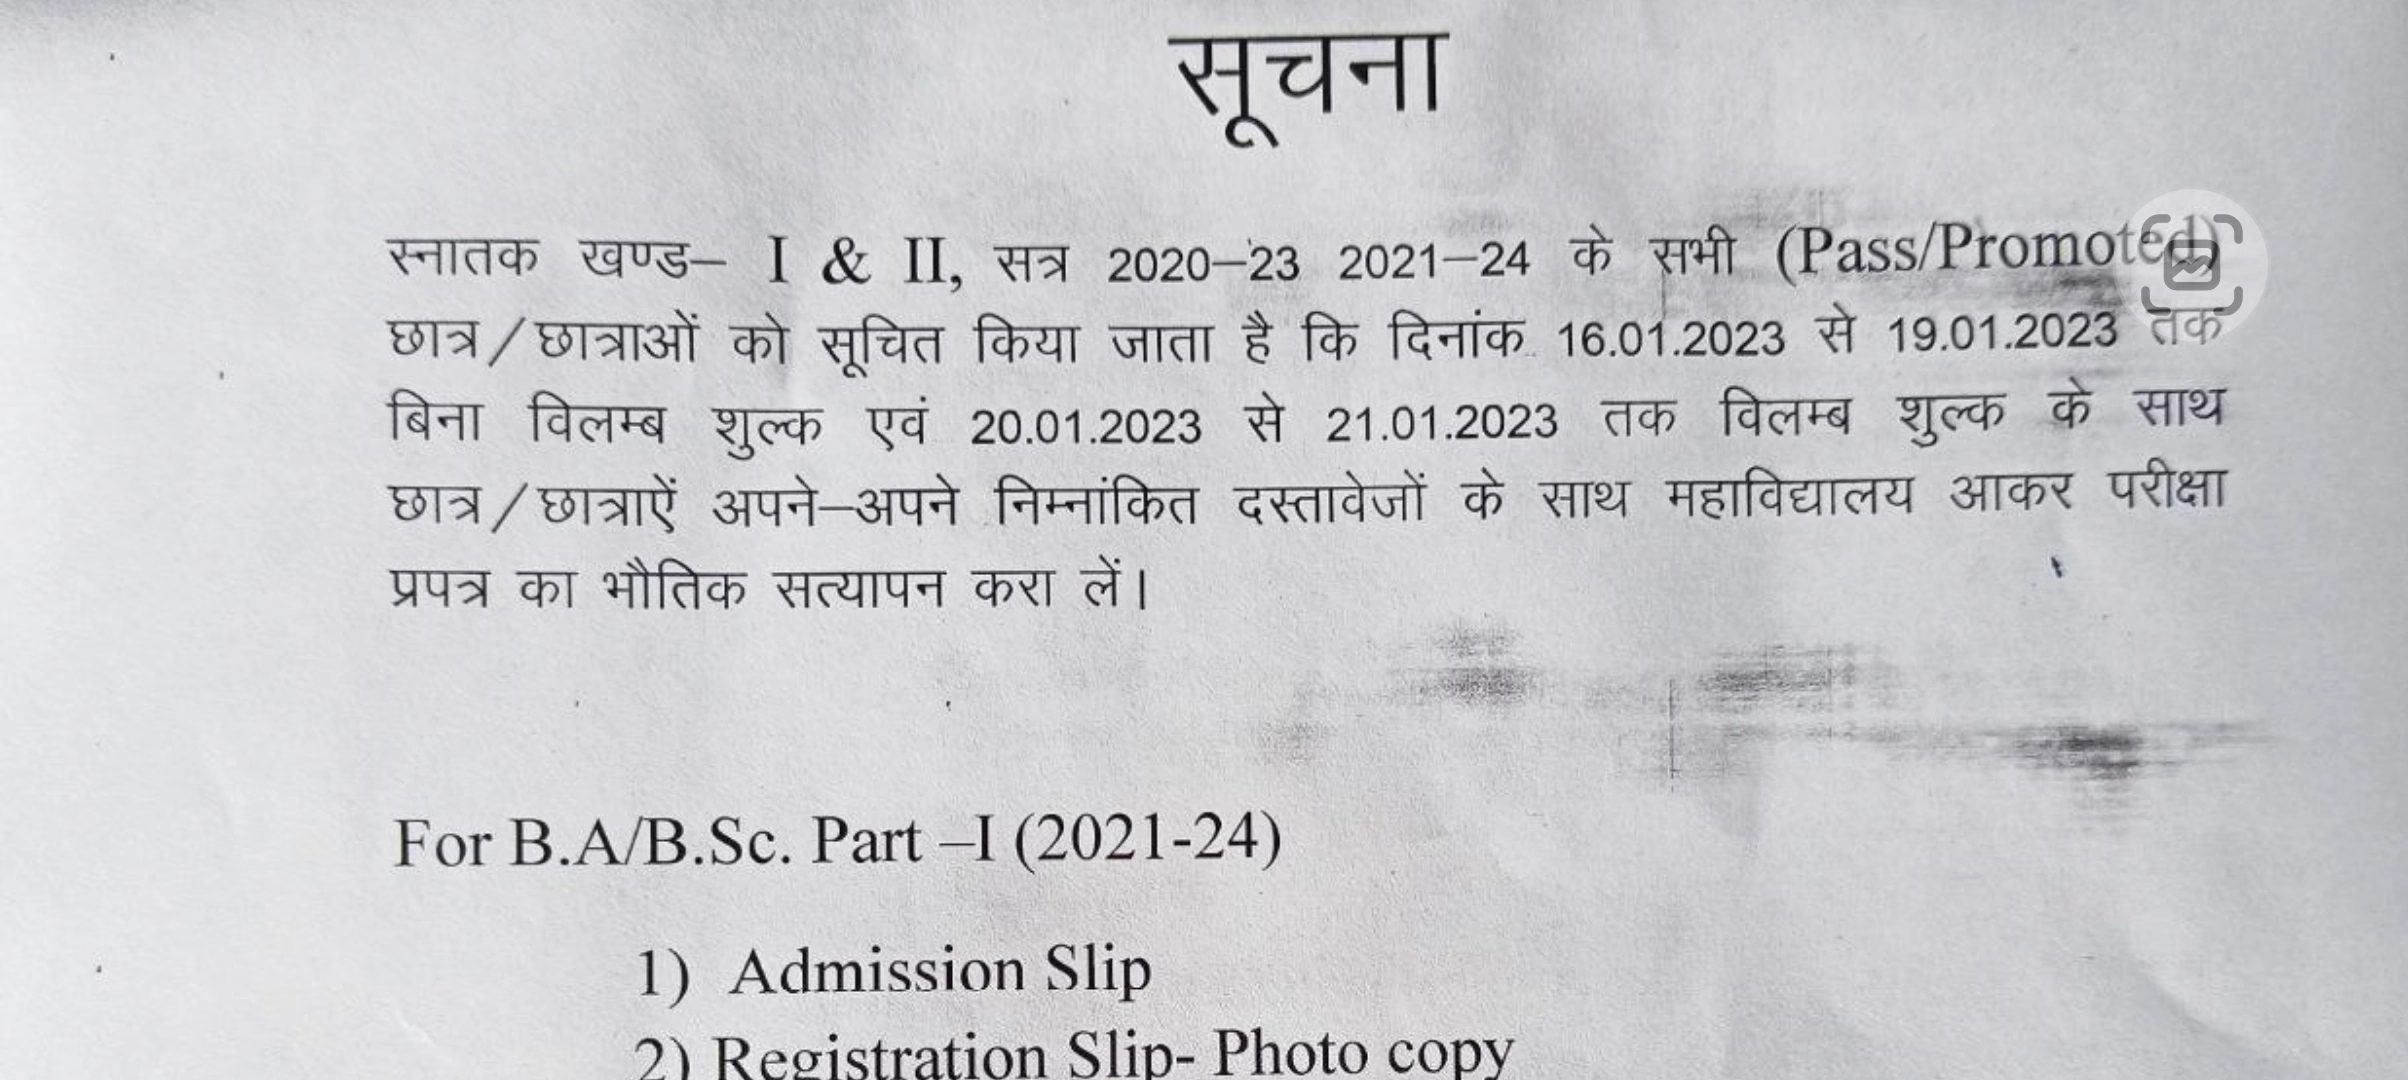 सूचना
स्नातक खण्ड– I & II, सत्र 2020–23 2021–24 के सभी (Pass/Promoted)
छात्र/छात्राओं को सूचित किया जाता है कि दिनांक 16.01.2023 से 19.01.2023 तक
बिना विलम्ब शुल्क एवं 20.01.2023 से 21.01.2023 तक विलम्ब शुल्क के साथ
छात्र/छात्राऐं अपने–अपने निम्नांकित दस्तावेजों के साथ महाविद्यालय आकर परीक्षा
प्रपत्र का भौतिक सत्यापन करा लें।
For B.A/B.Sc. Part –I (2021-24)
1) Admission Slip
2) Registration Slip- Photo copy